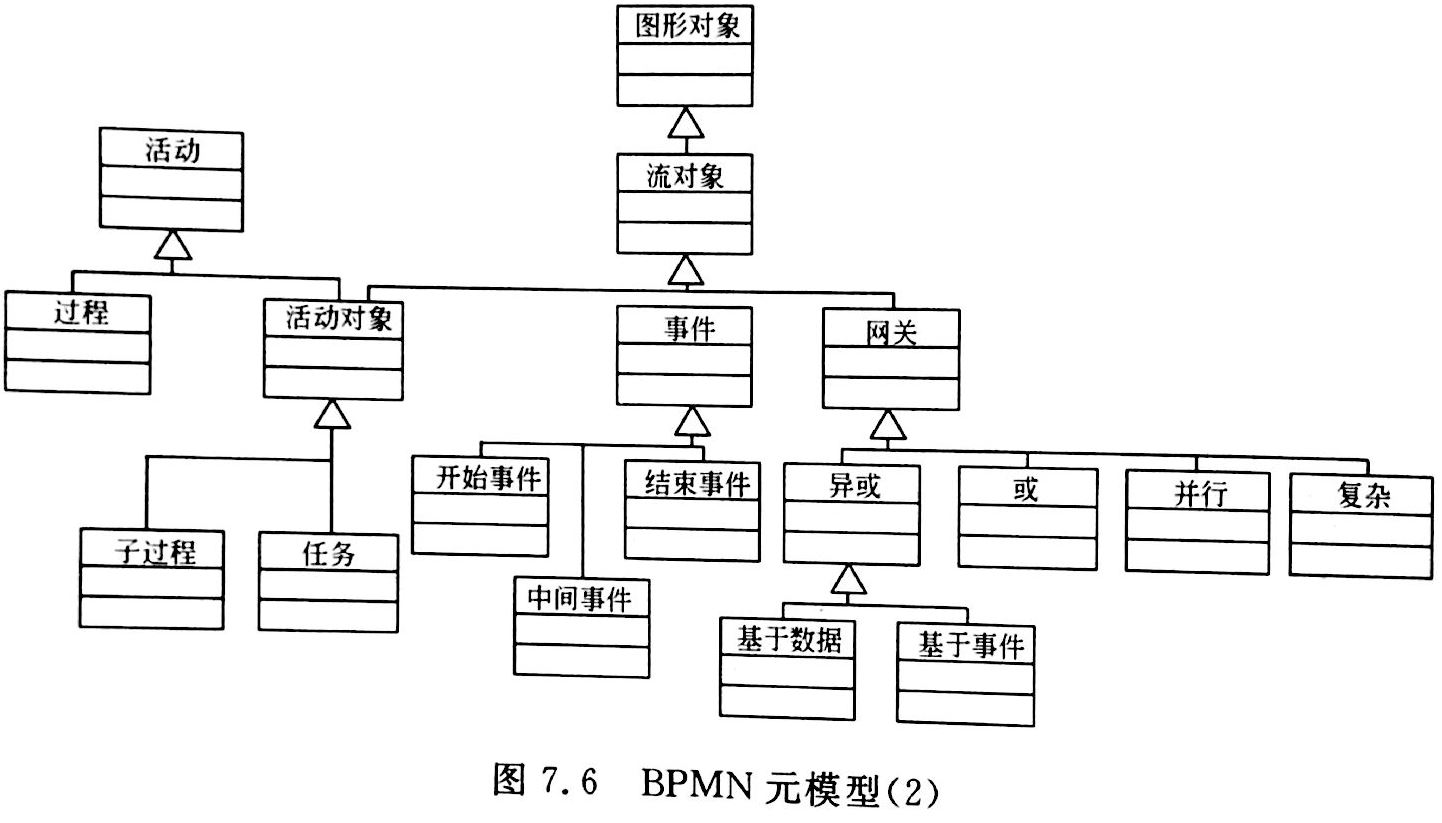 图形对象
活动
流对象
过程
活动对象
事件
网关
开始事件
结束事件
异或
或
并行
复杂
子过程
任务
中间事件
基于数据
基于事件
图 7.6 BPMN 元模型(2)